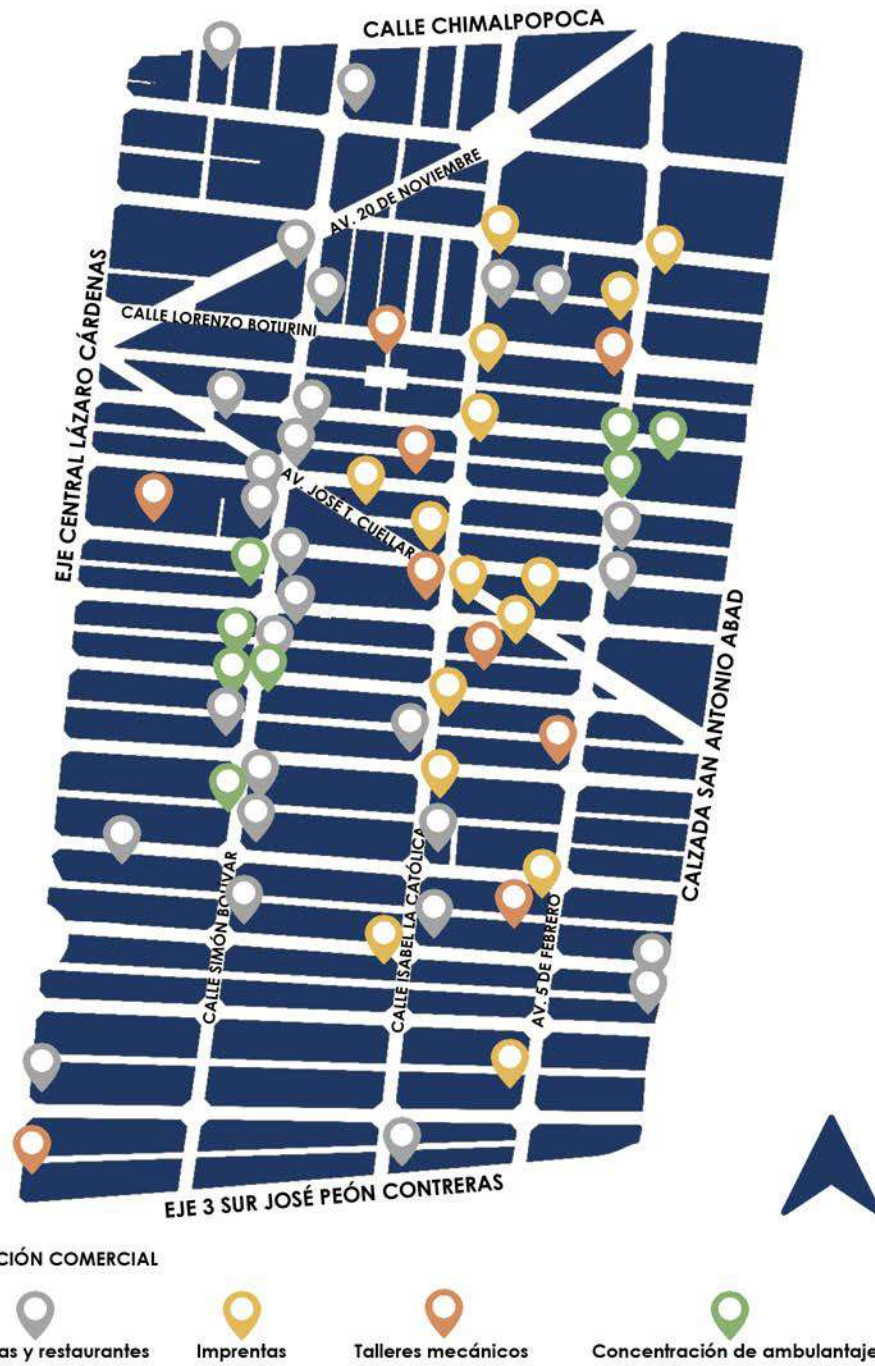 CALLE CHIMALPOPOCA
AV. 20 DE NOVIEMBRE
CALLE LORENZO BOTURINI
EJE CENTRAL LÁZARO CÁRDENAS
AV. JOSÉ T. CUELLAR
CALZADA SAN ANTONIO ABAD
CALLE SIMÓN BOLIVAR
CALLE ISABEL LA CATÓLICA
AV. 5 DE FEBRERO
EJE 3 SUR JOSÉ PEÓN CONTRERAS
CIÓN COMERCIAL
as y restaurantes
Imprentas
Talleres mecánicos
Concentración de ambulantaje